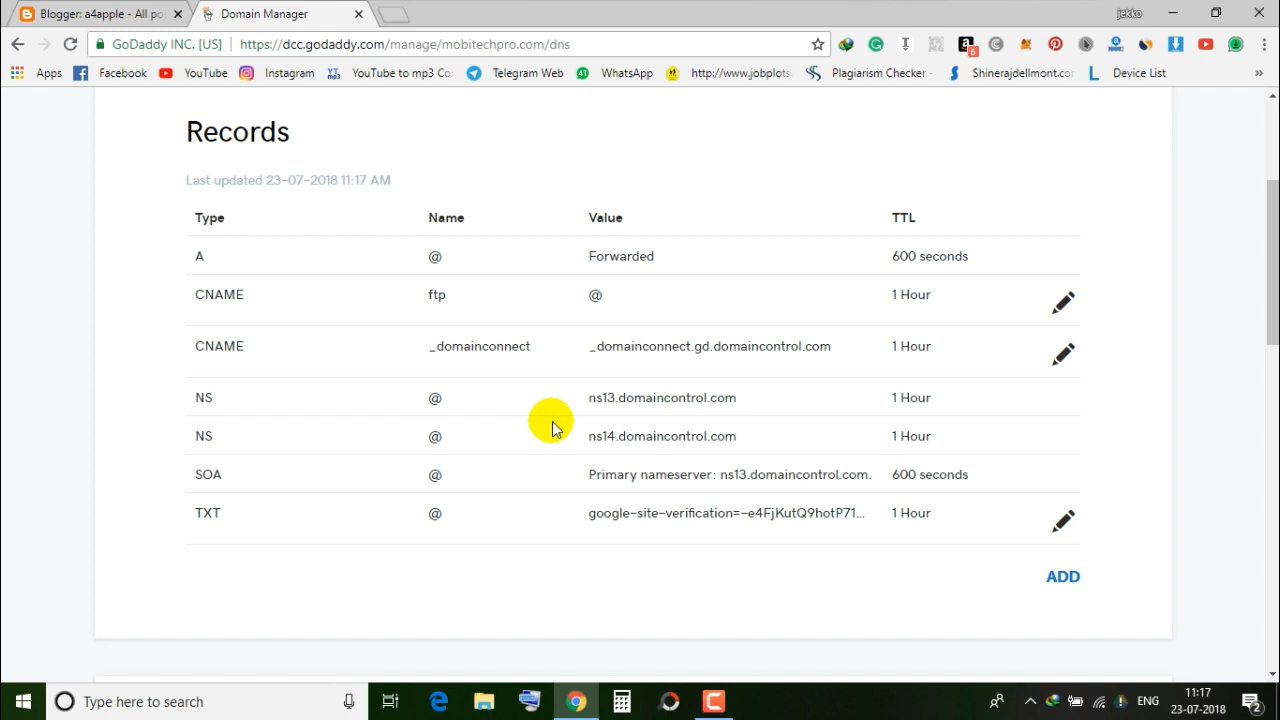 Blogger: a4apple - All po
Domain Manager
jekko
GoDaddy INC. [US]
https://dcc.godaddy.com/manage/mobitechpro.com/dns
6
Apps
Facebook
YouTube
Instagram
YouTube to mp3 Co
Telegram Web
41
WhatsApp
http://www.jobplot
Plagiarism Checker -
Shinerajdellmont.co
L
Device List
»
Records
Last updated 23-07-2018 11:17 AM
Type Name Value TTL
A @ Forwarded 600 seconds
CNAME ftp @ 1 Hour
CNAME _domainconnect _domainconnect.gd.domaincontrol.com 1 Hour
NS @ ns13.domaincontrol.com 1 Hour
NS @ ns14.domaincontrol.com 1 Hour
SOA @ Primary nameserver: ns13.domaincontrol.com. 600 seconds
TXT @ google-site-verification=-e4FjKutQ9hotP71... 1 Hour
ADD
Type here to search
ENG
11:17
23-07-2018
2